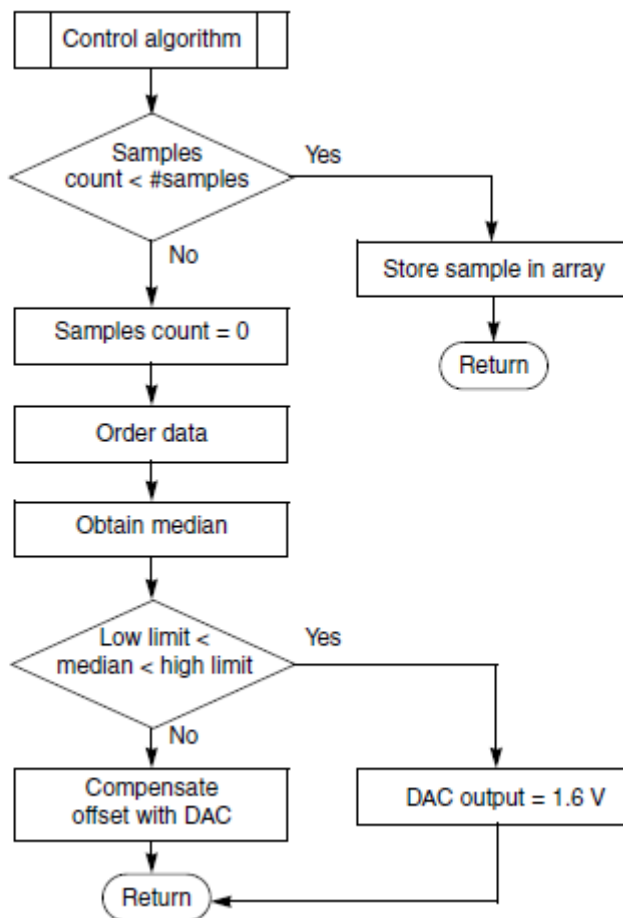 Control algorithm
Samples
count < #samples
Yes
No
Store sample in array
Samples count = 0
Return
Order data
Obtain median
Low limit <
median < high limit
Yes
No
Compensate
offset with DAC
DAC output = 1.6 V
Return